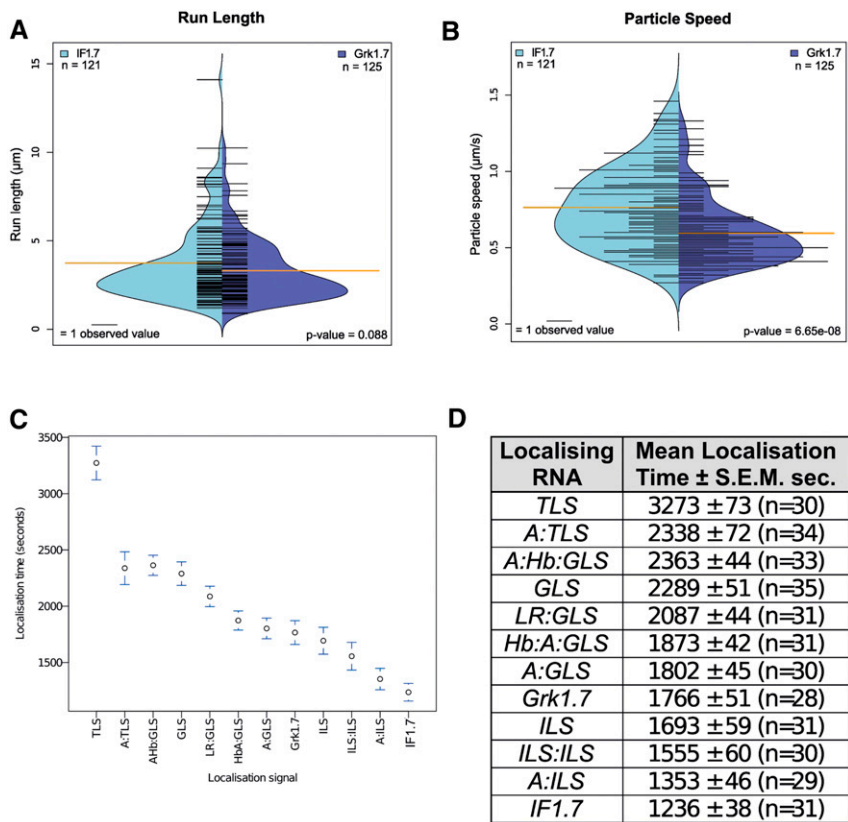 A
Run Length
IF1.7
n = 121
Grk1.7
n = 125
15
10
5
0
Run length (µm)
= 1 observed value
p-value = 0.088
B
Particle Speed
IF1.7
n = 121
Grk1.7
n = 125
1.5
1.0
0.5
0.0
Particle speed (µm/s)
= 1 observed value
p-value = 6.65e-08
C
3500
3000
2500
2000
1500
Localisation time (seconds)
TLS
A:TLS
AHb:GLS
GLS
LR:GLS
HbA:GLS
A:GLS
Grk1.7
ILS
ILS:ILS
A:ILS
IF1.7
Localisation signal
D
Localising RNA
Mean Localisation Time ± S.E.M. sec.
TLS 3273 ±73 (n=30)
A:TLS 2338 ±72 (n=34)
A:Hb:GLS 2363 ±44 (n=33)
GLS 2289 ±51 (n=35)
LR:GLS 2087 ±44 (n=31)
Hb:A:GLS 1873 ±42 (n=31)
A:GLS 1802 ±45 (n=30)
Grk1.7 1766 ±51 (n=28)
ILS 1693 ±59 (n=31)
ILS:ILS 1555 ±60 (n=30)
A:ILS 1353 ±46 (n=29)
IF1.7 1236 ±38 (n=31)